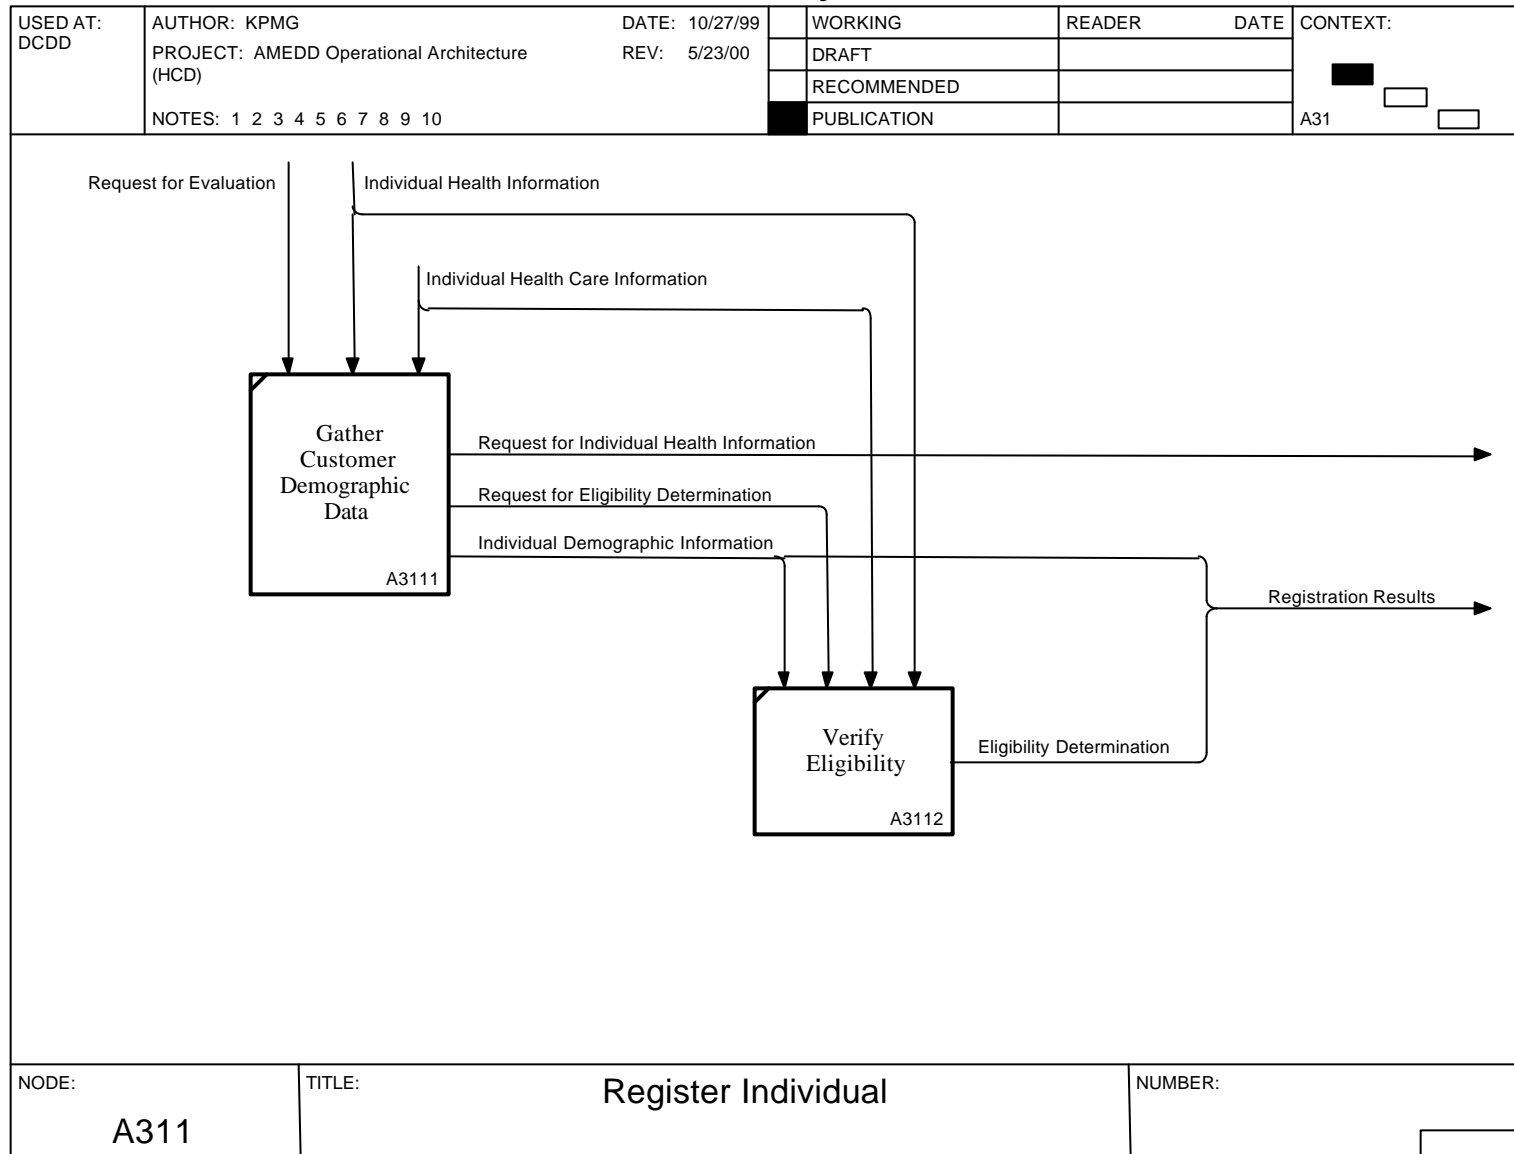 USED AT:
DCDD
AUTHOR: KPMG
DATE: 10/27/99
PROJECT: AMEDD Operational Architecture
(HCD)
REV: 5/23/00
NOTES: 1 2 3 4 5 6 7 8 9 10
WORKING
DRAFT
RECOMMENDED
PUBLICATION
READER DATE
CONTEXT:
A31
Request for Evaluation
Individual Health Information
Individual Health Care Information
Gather
Customer
Demographic
Data
A3111
Request for Individual Health Information
Request for Eligibility Determination
Individual Demographic Information
Registration Results
Verify
Eligibility
A3112
Eligibility Determination
NODE:
A311
TITLE:
Register Individual
NUMBER: